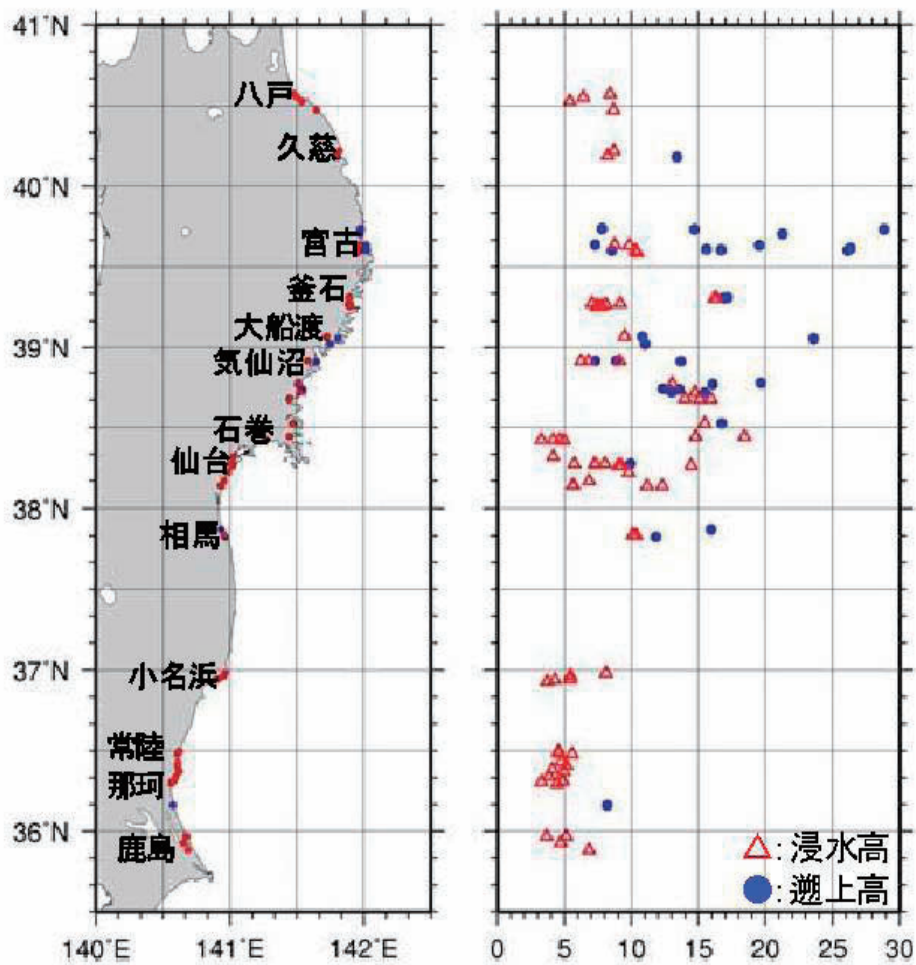 41°N
40°N
39°N
38°N
37°N
36°N
140°E
141°E
142°E
八戸
久慈
宮古
釜石
大船渡
気仙沼
石巻
仙台
相馬
小名浜
常陸
那珂
鹿島
△: 浸水高
●: 遡上高
0 5 10 15 20 25 30